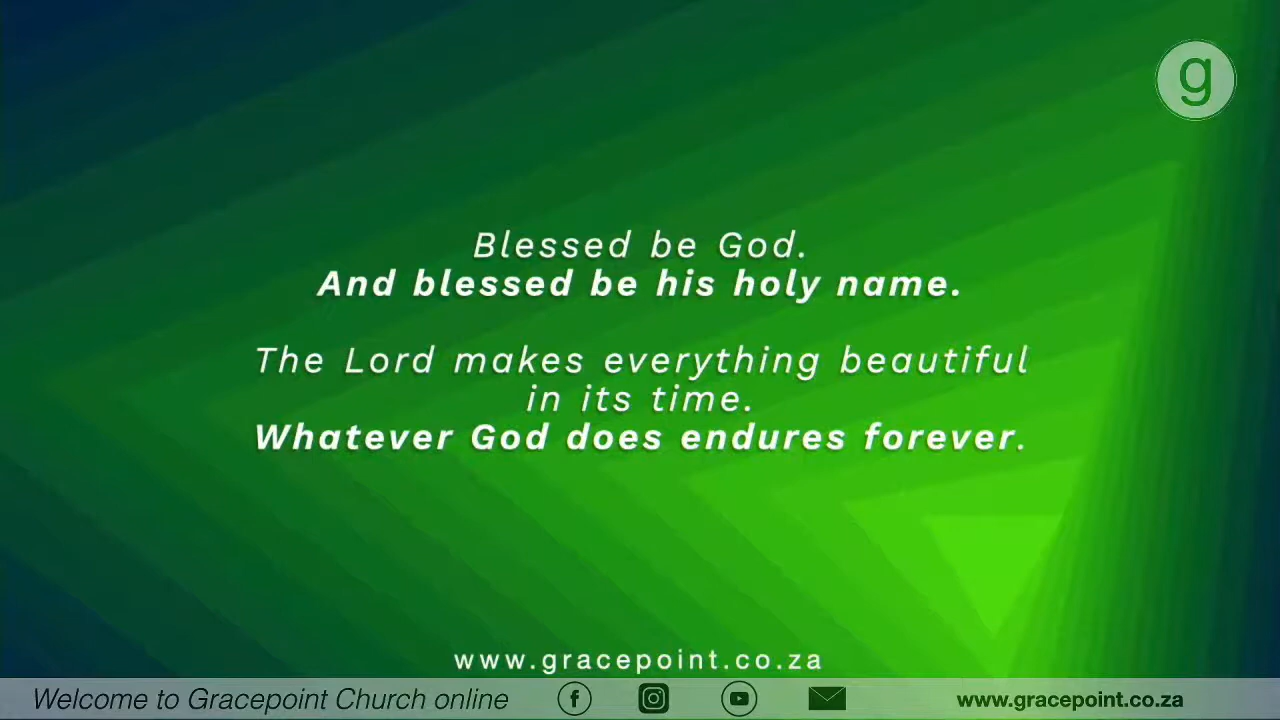 g
Blessed be God.
And blessed be his holy name.
The Lord makes everything beautiful
in its time.
Whatever God does endures forever.
www.gracepoint.co.za
Welcome to Gracepoint Church online
www.gracepoint.co.za